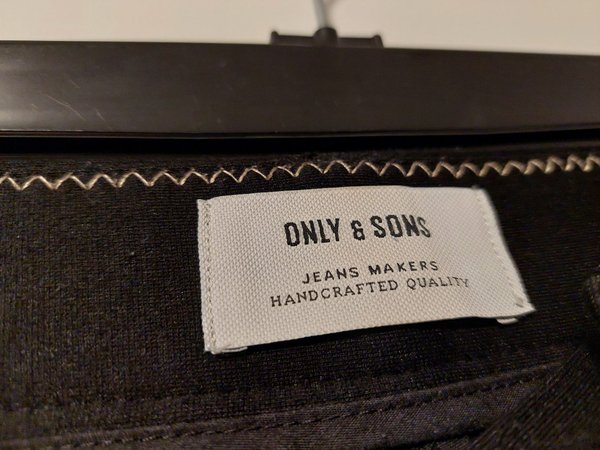 ONLY & SONS
JEANS MAKERS
HANDCRAFTED QUALITY